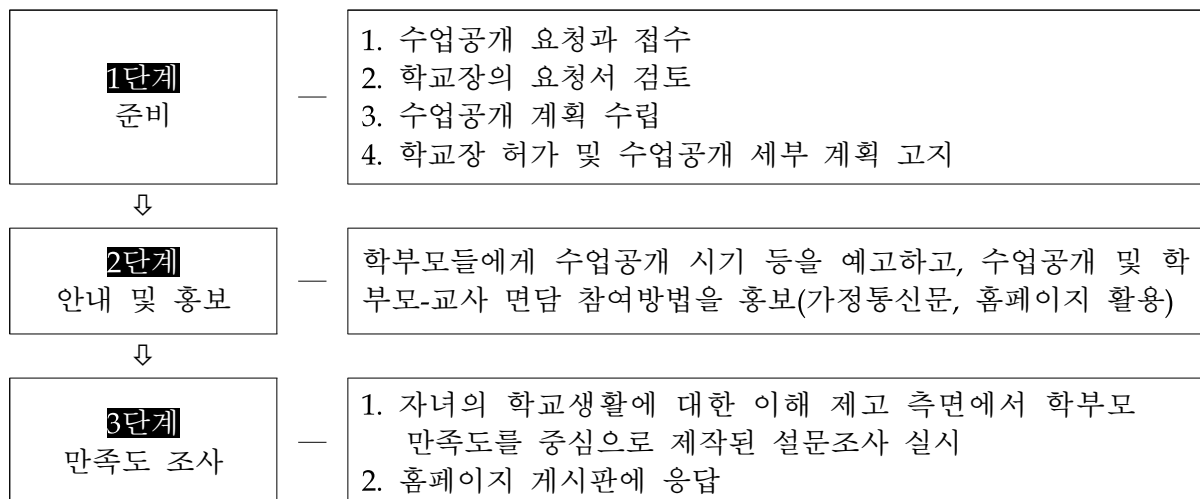 1단계
준비
—
1. 수업공개 요청과 접수
2. 학교장의 요청서 검토
3. 수업공개 계획 수립
4. 학교장 허가 및 수업공개 세부 계획 고지
⇩
2단계
안내 및 홍보
—
학부모들에게 수업공개 시기 등을 예고하고, 수업공개 및 학
부모-교사 면담 참여방법을 홍보(가정통신문, 홈페이지 활용)
⇩
3단계
만족도 조사
—
1. 자녀의 학교생활에 대한 이해 제고 측면에서 학부모
만족도를 중심으로 제작된 설문조사 실시
2. 홈페이지 게시판에 응답